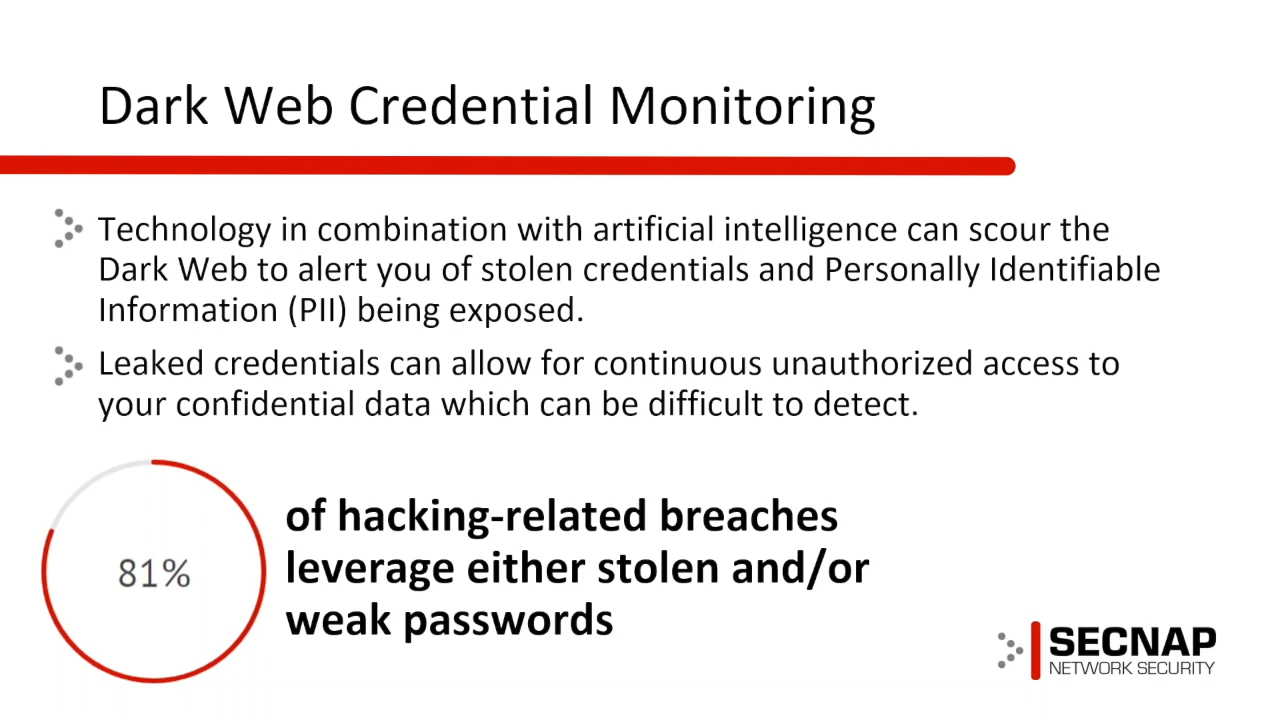 Dark Web Credential Monitoring
Technology in combination with artificial intelligence can scour the
Dark Web to alert you of stolen credentials and Personally Identifiable
Information (PII) being exposed.
Leaked credentials can allow for continuous unauthorized access to
your confidential data which can be difficult to detect.
81%
of hacking-related breaches
leverage either stolen and/or
weak passwords
SECNAP
NETWORK SECURITY